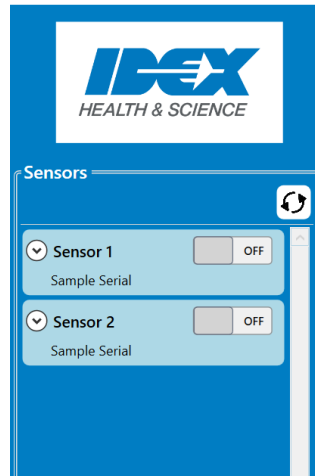 IDEX
HEALTH & SCIENCE
Sensors
Sensor 1
OFF
Sample Serial
Sensor 2
OFF
Sample Serial